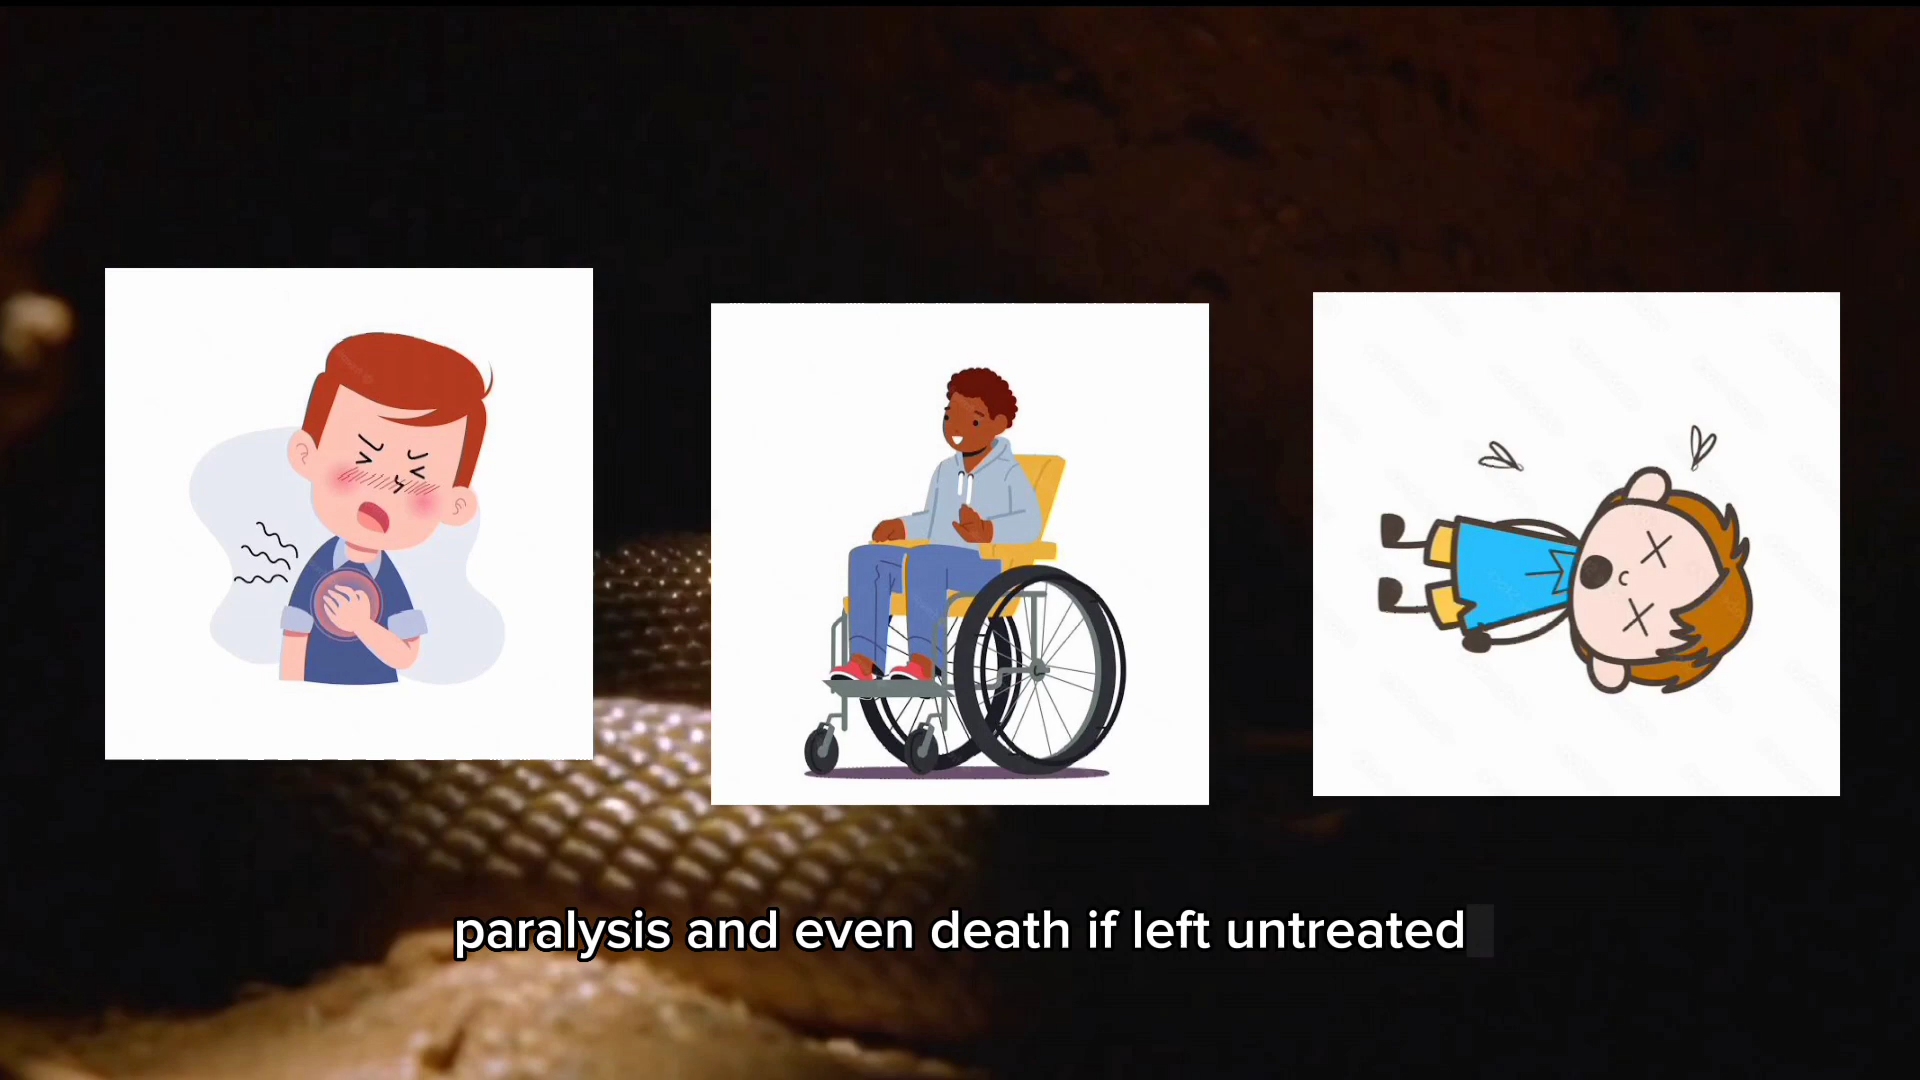 paralysis and even death if left untreated